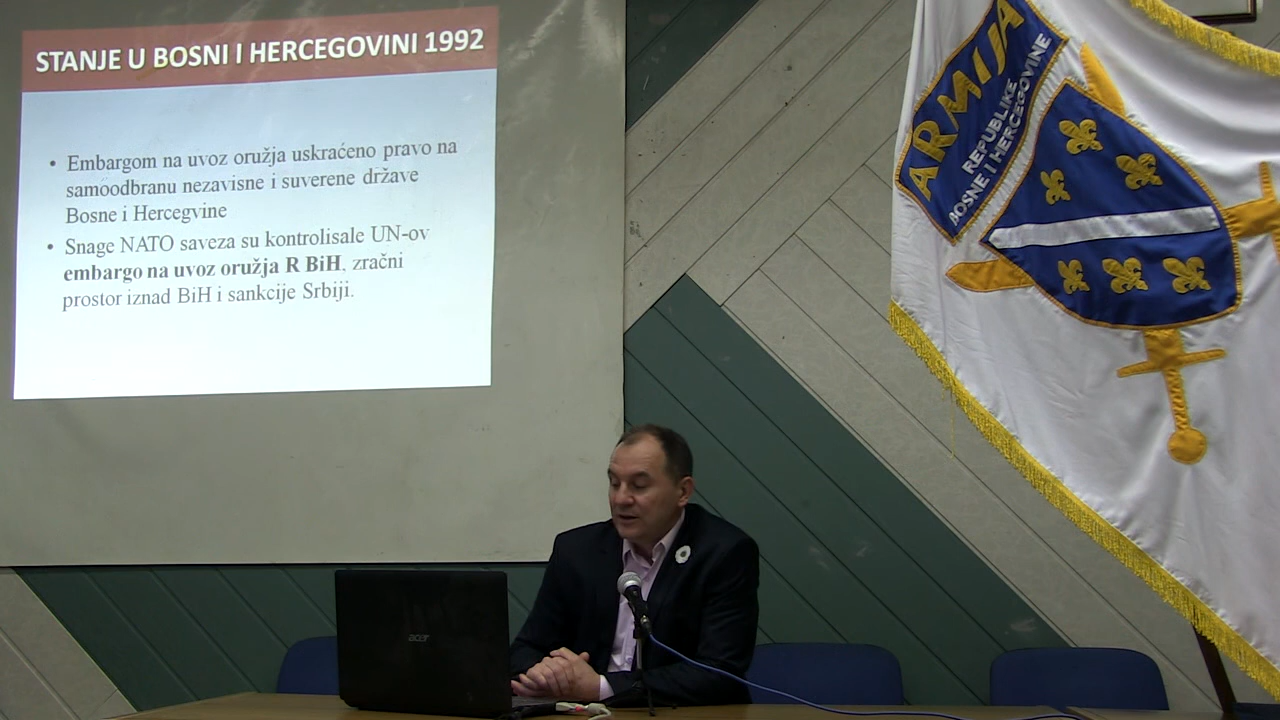 STANJE U BOSNI I HERCEGOVINI 1992
• Embargom na uvoz oružja uskraćeno pravo na
samoodbranu nezavisne i suverene države
Bosne i Hercegvine
• Snage NATO saveza su kontrolisale UN-ov
embargo na uvoz oružja R BiH, zračni
prostor iznad BiH i sankcije Srbiji.
ARMIJA
REPUBLIKE
BOSNE I HERCEGOVINE
acer